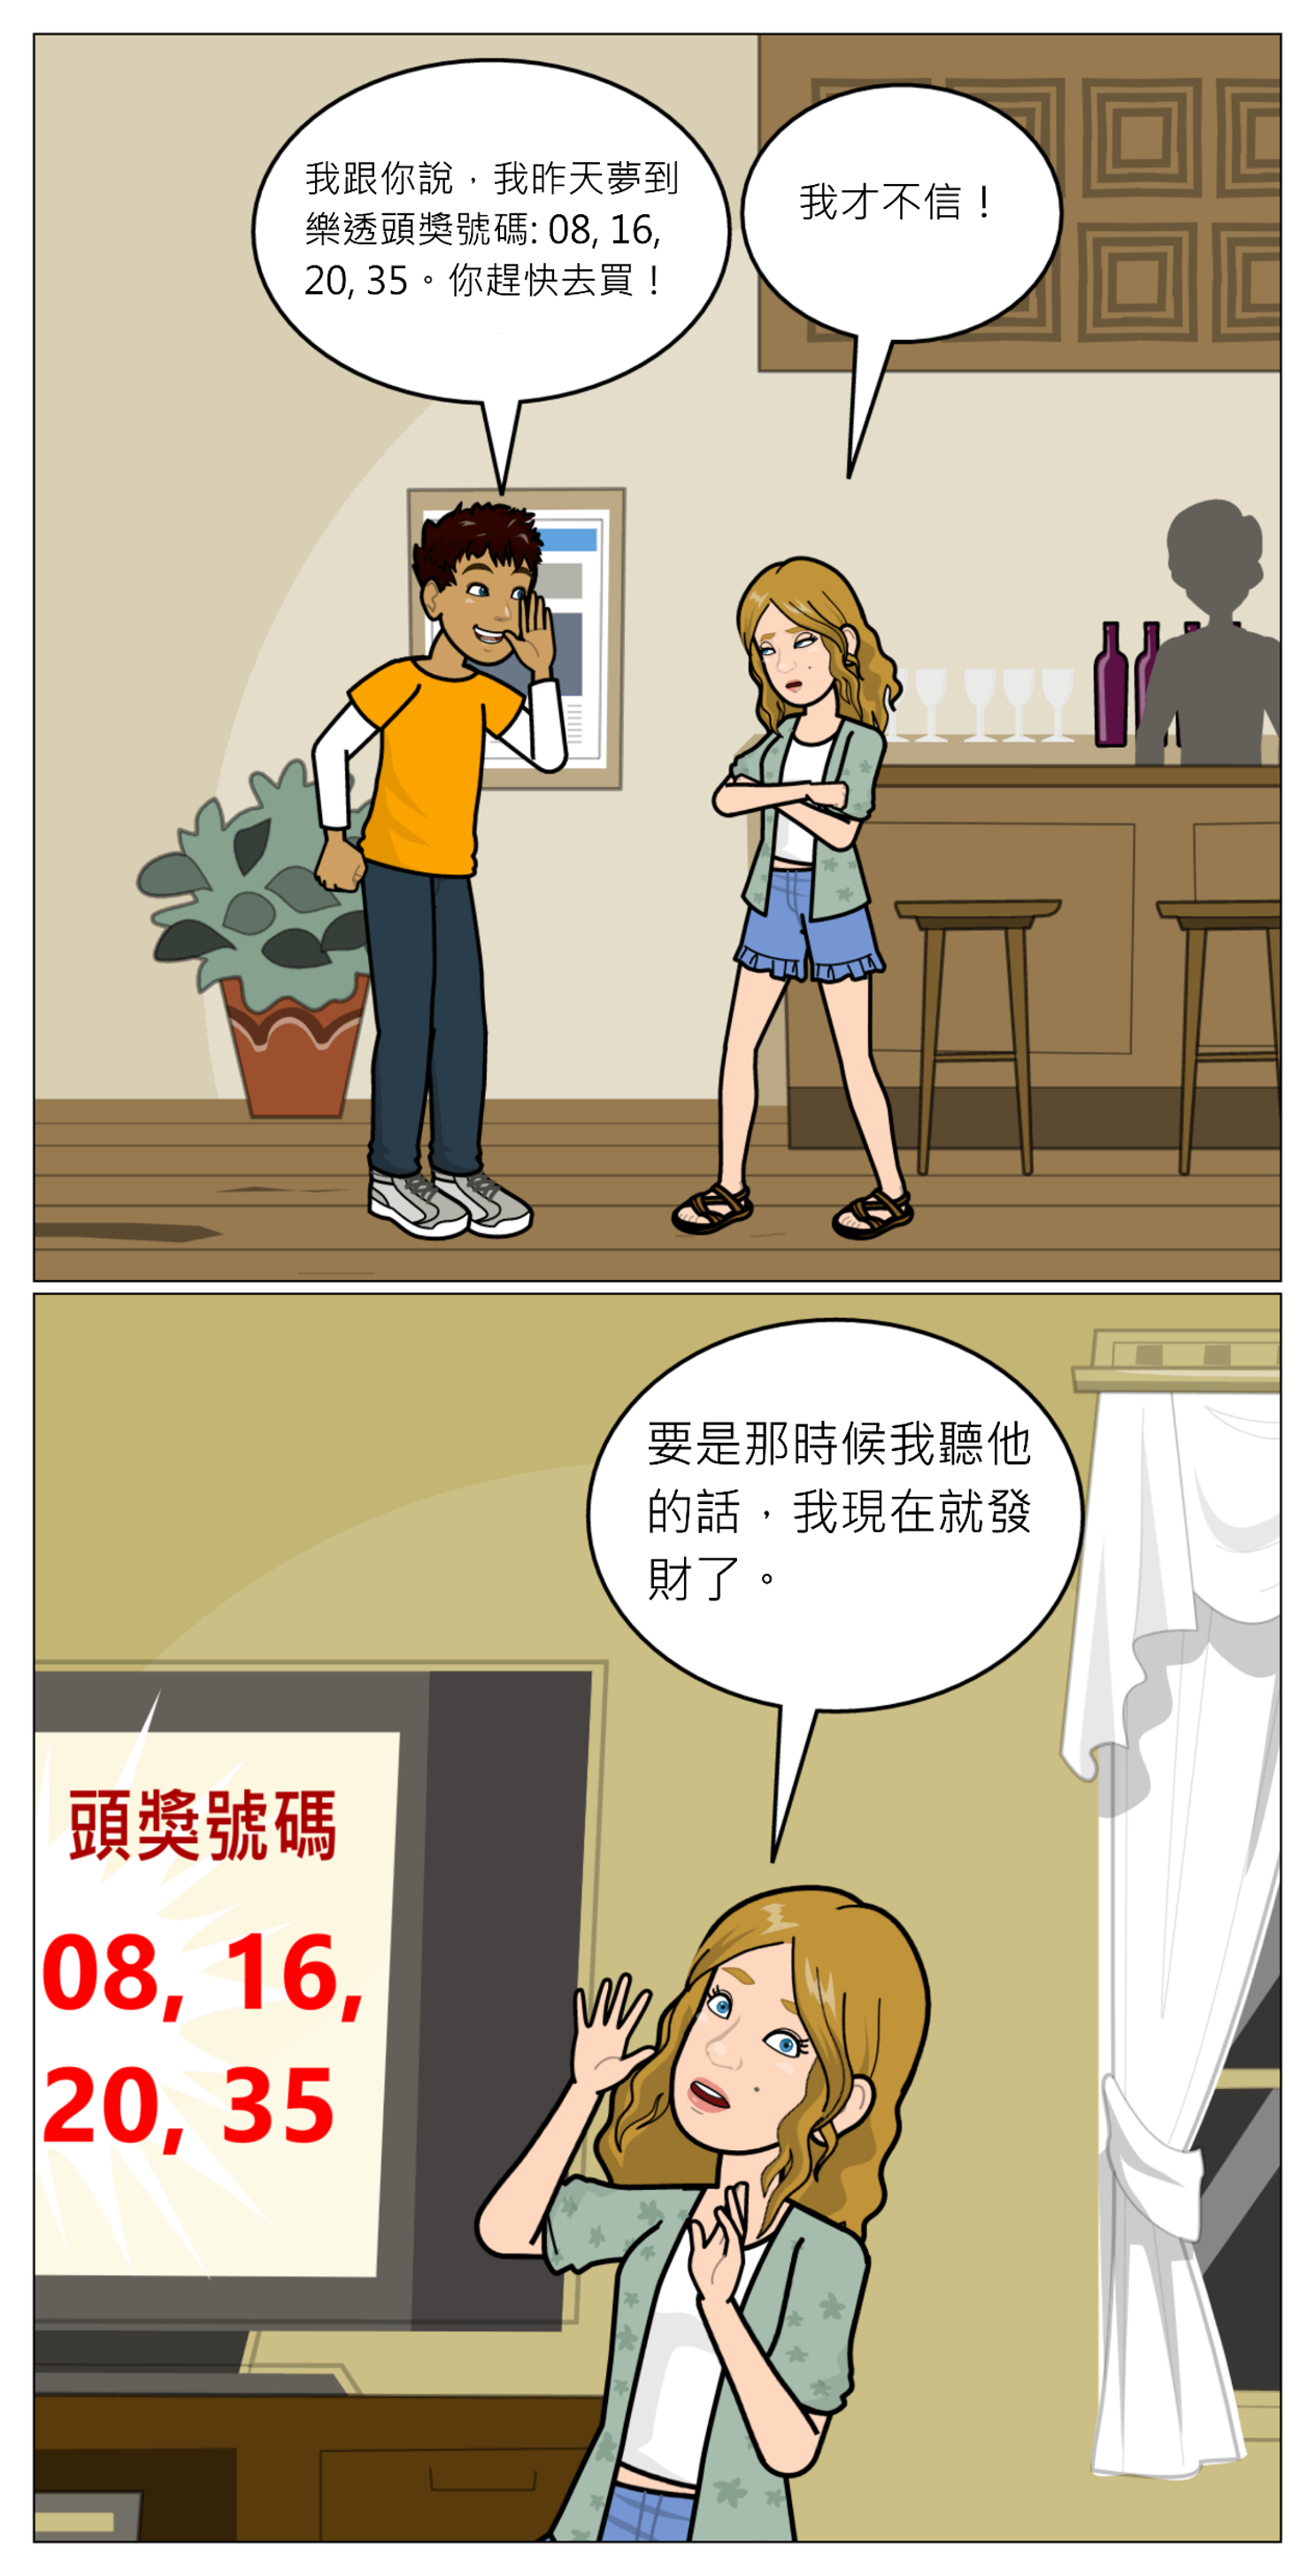 我跟你說，我昨天夢到
樂透頭獎號碼: 08, 16,
20, 35。你趕快去買！
我才不信！
要是那時候我聽他
的話，我現在就發
財了。
頭獎號碼
08, 16,
20, 35